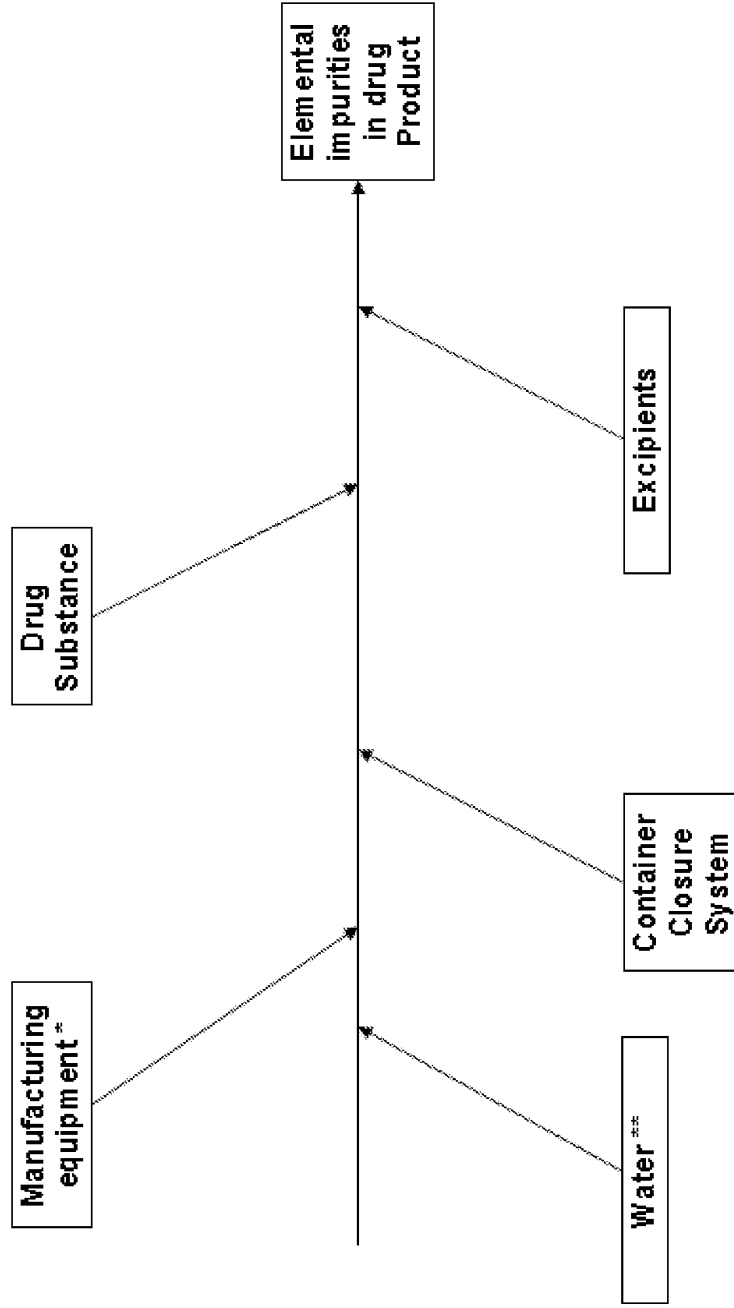 Manufacturing
equipment*
Drug
Substance
Elemental
impurities
in drug
Product
Water**
Container
Closure
System
Excipients